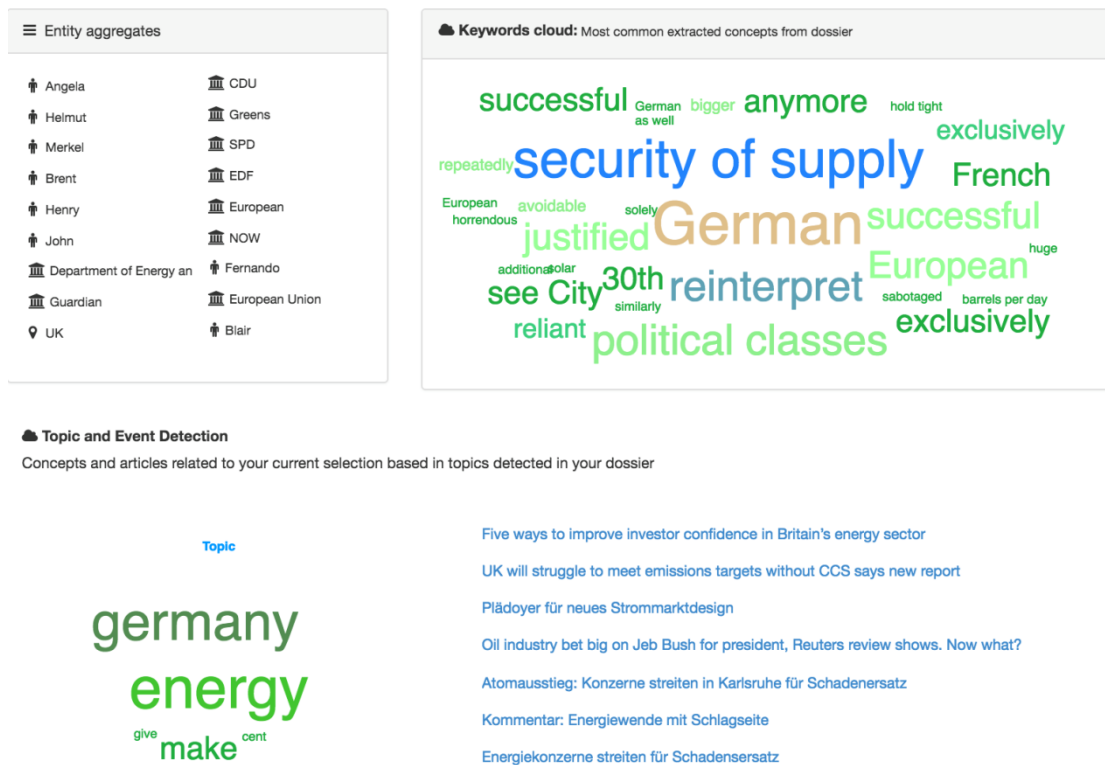 Entity aggregates
Angela
Helmut
Merkel
Brent
Henry
John
Department of Energy an
Guardian
UK
CDU
Greens
SPD
EDF
European
NOW
Fernando
European Union
Blair
Keywords cloud: Most common extracted concepts from dossier
successful
German
as well
bigger
anymore
hold tight
exclusively
repeatedly
security of supply
French
European
horrendous
avoidable
solely
German
successful
justified
huge
additional
solar
30th
reinterpret
European
see City
similarly
sabotaged
barrels per day
reliant
political classes
exclusively
Topic and Event Detection
Concepts and articles related to your current selection based in topics detected in your dossier
Topic
germany
energy
give
make
cent
Five ways to improve investor confidence in Britain's energy sector
UK will struggle to meet emissions targets without CCS says new report
Plädoyer für neues Strommarktdesign
Oil industry bet big on Jeb Bush for president, Reuters review shows. Now what?
Atomausstieg: Konzerne streiten in Karlsruhe für Schadenersatz
Kommentar: Energiewende mit Schlagseite
Energiekonzerne streiten für Schadensersatz